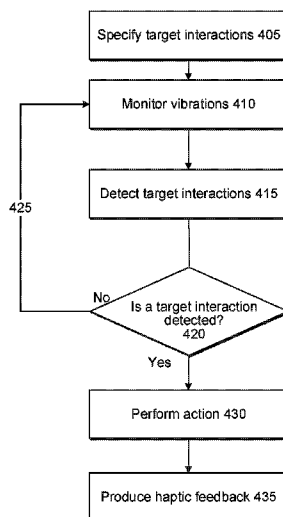 Specify target interactions 405
Monitor vibrations 410
Detect target interactions 415
425
No
Is a target interaction
detected?
420
Yes
Perform action 430
Produce haptic feedback 435